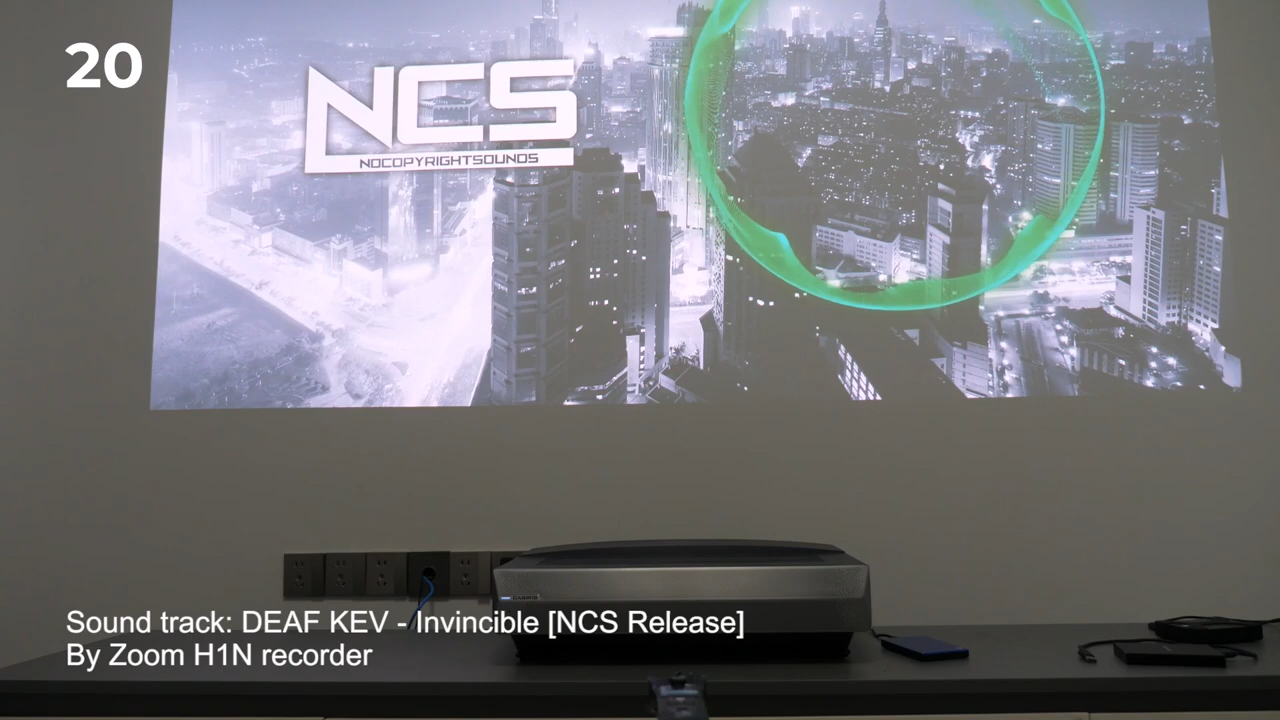 20
NCS
NOCOPYRIGHTSOUNDS
Sound track: DEAF KEV - Invincible [NCS Release]
By Zoom H1N recorder